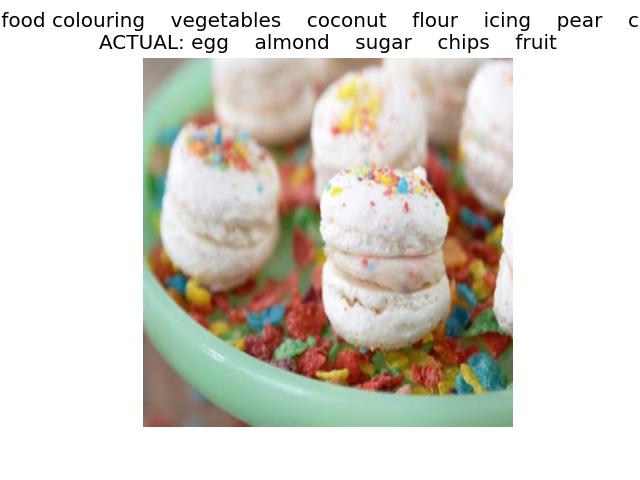 food colouring vegetables coconut flour icing pear c
ACTUAL: egg almond sugar chips fruit